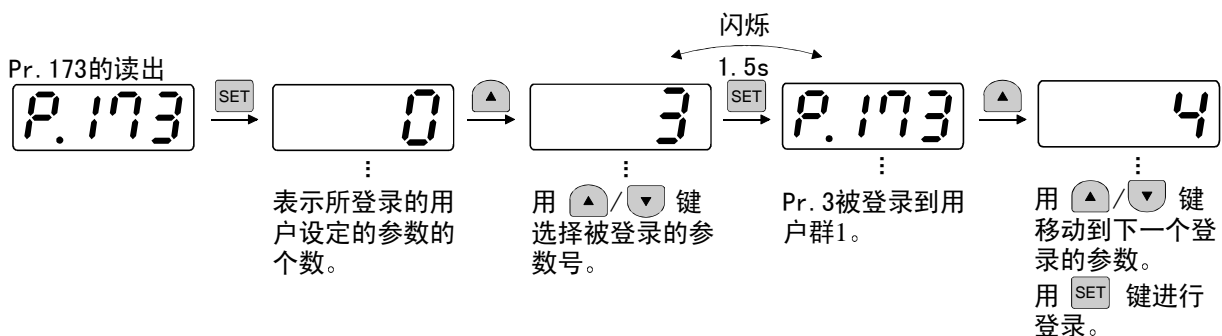 闪烁
Pr.173的读出
1.5s
P.173
SET
0
3
SET
P.173
4
表示所登录的用
户设定的参数的
个数。
用 ▲/▼ 键
选择被登录的参
数号。
Pr.3被登录到用
户群1。
用 ▲/▼ 键
移动到下一个登
录的参数。
用 SET 键进行
登录。